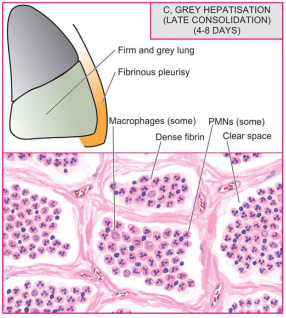 C, GREY HEPATISATION
(LATE CONSOLIDATION)
(4-8 DAYS)
Firm and grey lung
Fibrinous pleurisy
Macrophages (some)
PMNs (some)
Dense fibrin
Clear space